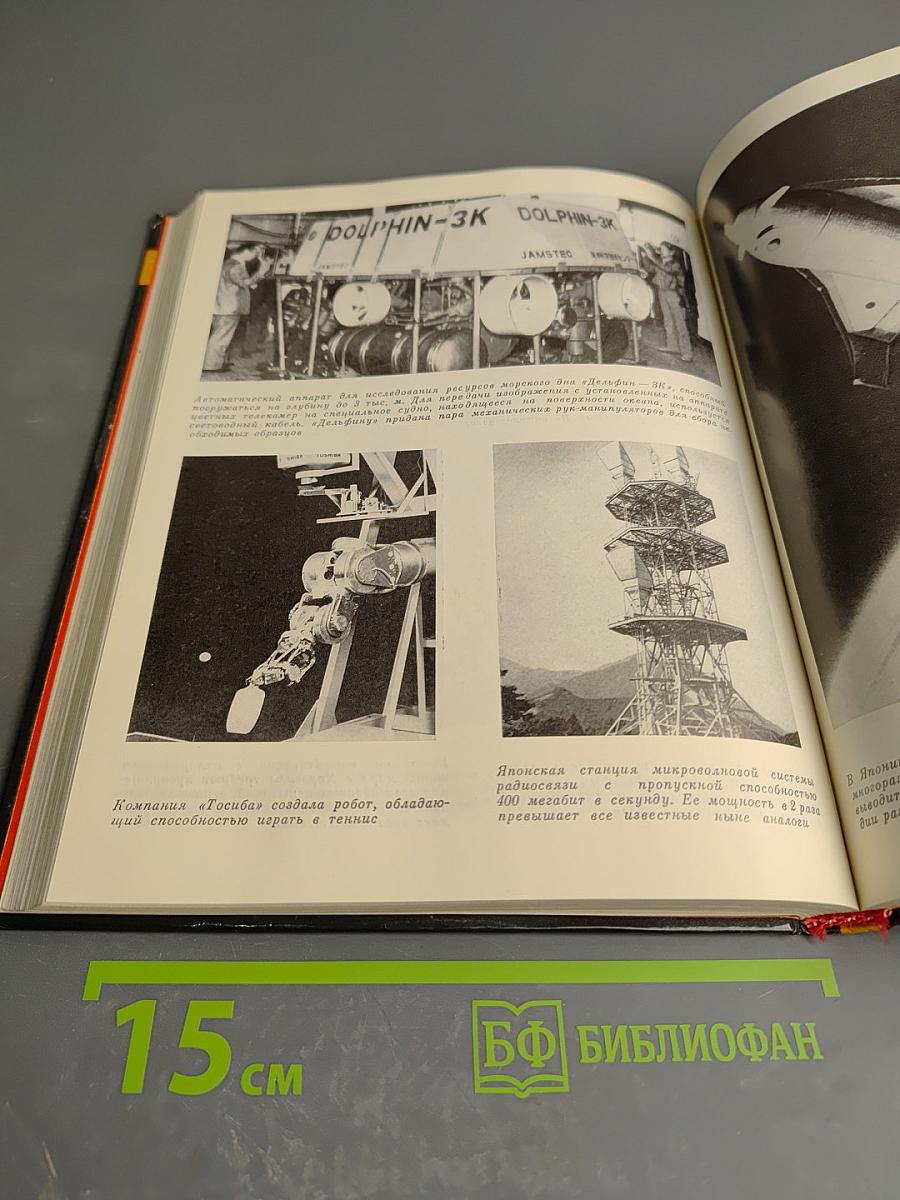 DOLPHIN-3K
DOLPHIN-3K
JAMSTEC
JAMSTEC
Автоматический аппарат для исследования ресурсов морского дна «Дельфин — 3К», способный
погружаться на глубину до 3 тыс. м. Для передачи изображения с установленных на аппарате
цветных телекамер на специальное судно, находящееся на поверхности океана, используется
световодный кабель. «Дельфину» придана пара механических рук-манипуляторов для сбора не-
обходимых образцов
TOSHIBA
Компания «Тосиба» создала робот, обладаю-
щий способностью играть в теннис
Японская станция микроволновой системы
радиосвязи с пропускной способностью
400 мегабит в секунду. Ее мощность в 2 раза
превышает все известные ныне аналоги
В Японии
многораз
выводит
дии раз
15 см
БФ БИБЛИОФАН